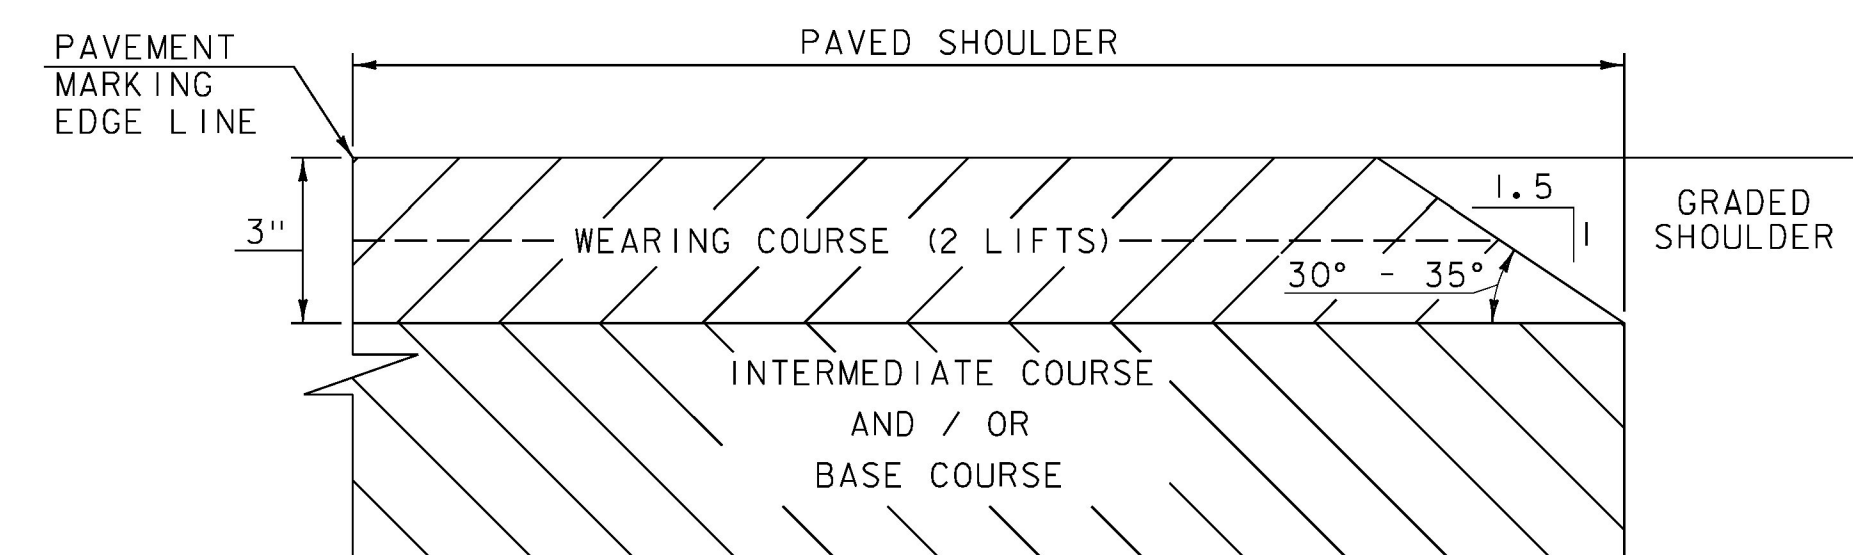 PAVEMENT
MARKING
EDGE LINE
PAVED SHOULDER
1.5
1
GRADED
SHOULDER
3"
WEARING COURSE (2 LIFTS)
30° - 35°
INTERMEDIATE COURSE
AND / OR
BASE COURSE